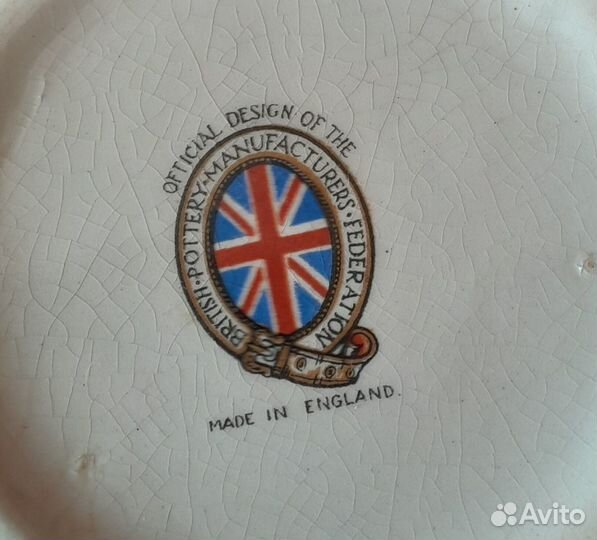 OFFICIAL DESIGN OF THE
BRITISH · POTTERY · MANUFACTURERS · FEDERATION
MADE IN ENGLAND.
Avito